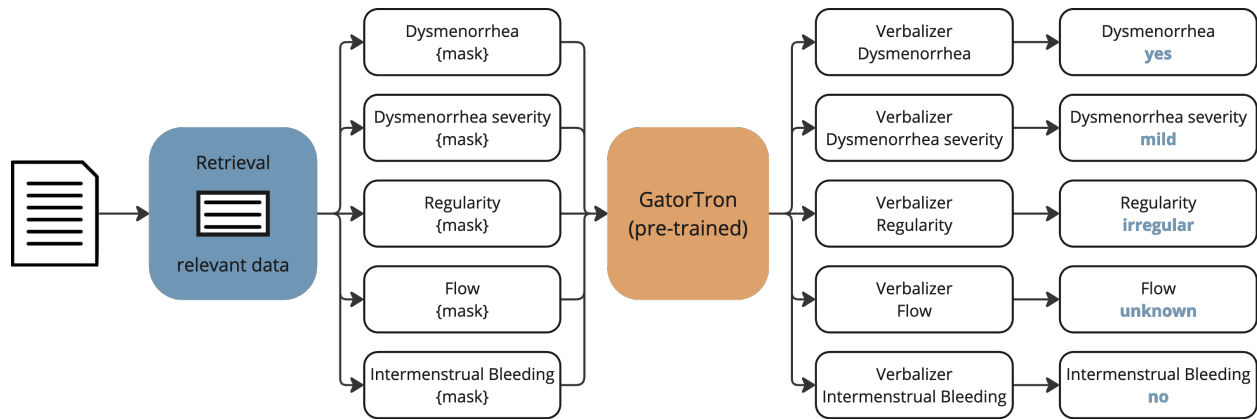 Retrieval
relevant data
Dysmenorrhea
{mask}
Dysmenorrhea severity
{mask}
Regularity
{mask}
Flow
{mask}
Intermenstrual Bleeding
{mask}
GatorTron
(pre-trained)
Verbalizer
Dysmenorrhea
Verbalizer
Dysmenorrhea severity
Verbalizer
Regularity
Verbalizer
Flow
Verbalizer
Intermenstrual Bleeding
Dysmenorrhea
yes
Dysmenorrhea severity
mild
Regularity
irregular
Flow
unknown
Intermenstrual Bleeding
no